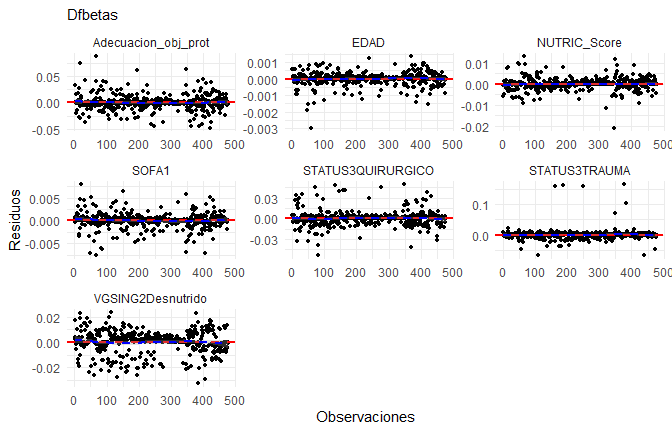 Dfbetas
Adecuacion_obj_prot
EDAD
NUTRIC_Score
0.05
0.00
-0.05
0.001
0.000
-0.001
-0.002
-0.003
0.01
0.00
-0.01
-0.02
0 100 200 300 400 500
0 100 200 300 400 500
0 100 200 300 400 500
SOFA1
STATUS3QUIRURGICO
STATUS3TRAUMA
0.005
0.000
-0.005
0.03
0.00
-0.03
0.1
0.0
0 100 200 300 400 500
0 100 200 300 400 500
0 100 200 300 400 500
VGSING2Desnutrido
0.02
0.00
-0.02
0 100 200 300 400 500
Residuos
Observaciones